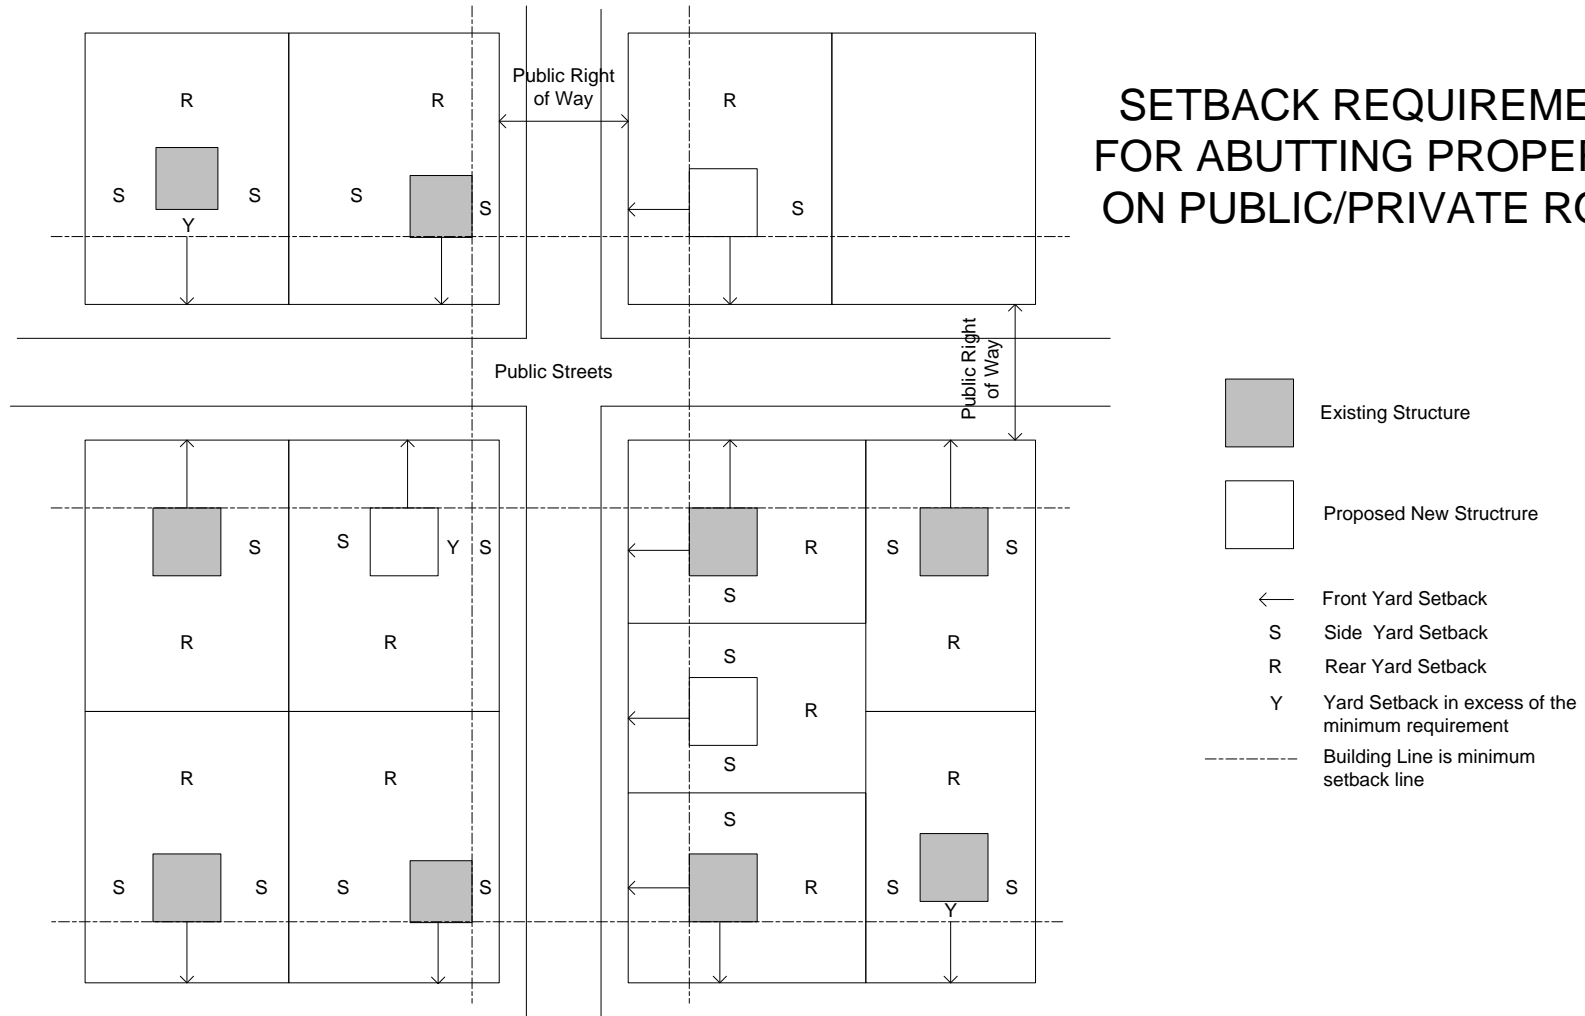 SETBACK REQUIREME
FOR ABUTTING PROPER
ON PUBLIC/PRIVATE RO
Public Right
of Way
R
R
R
S
S
S
S
S
Y
Public Streets
Public Right
of Way
S
S
Y
S
R
S
S
S
R
R
S
R
S
R
S
R
R
S
R
S
S
S
S
R
S
S
Y
Existing Structure
Proposed New Structrure
Front Yard Setback
S Side Yard Setback
R Rear Yard Setback
Y Yard Setback in excess of the
minimum requirement
Building Line is minimum
setback line